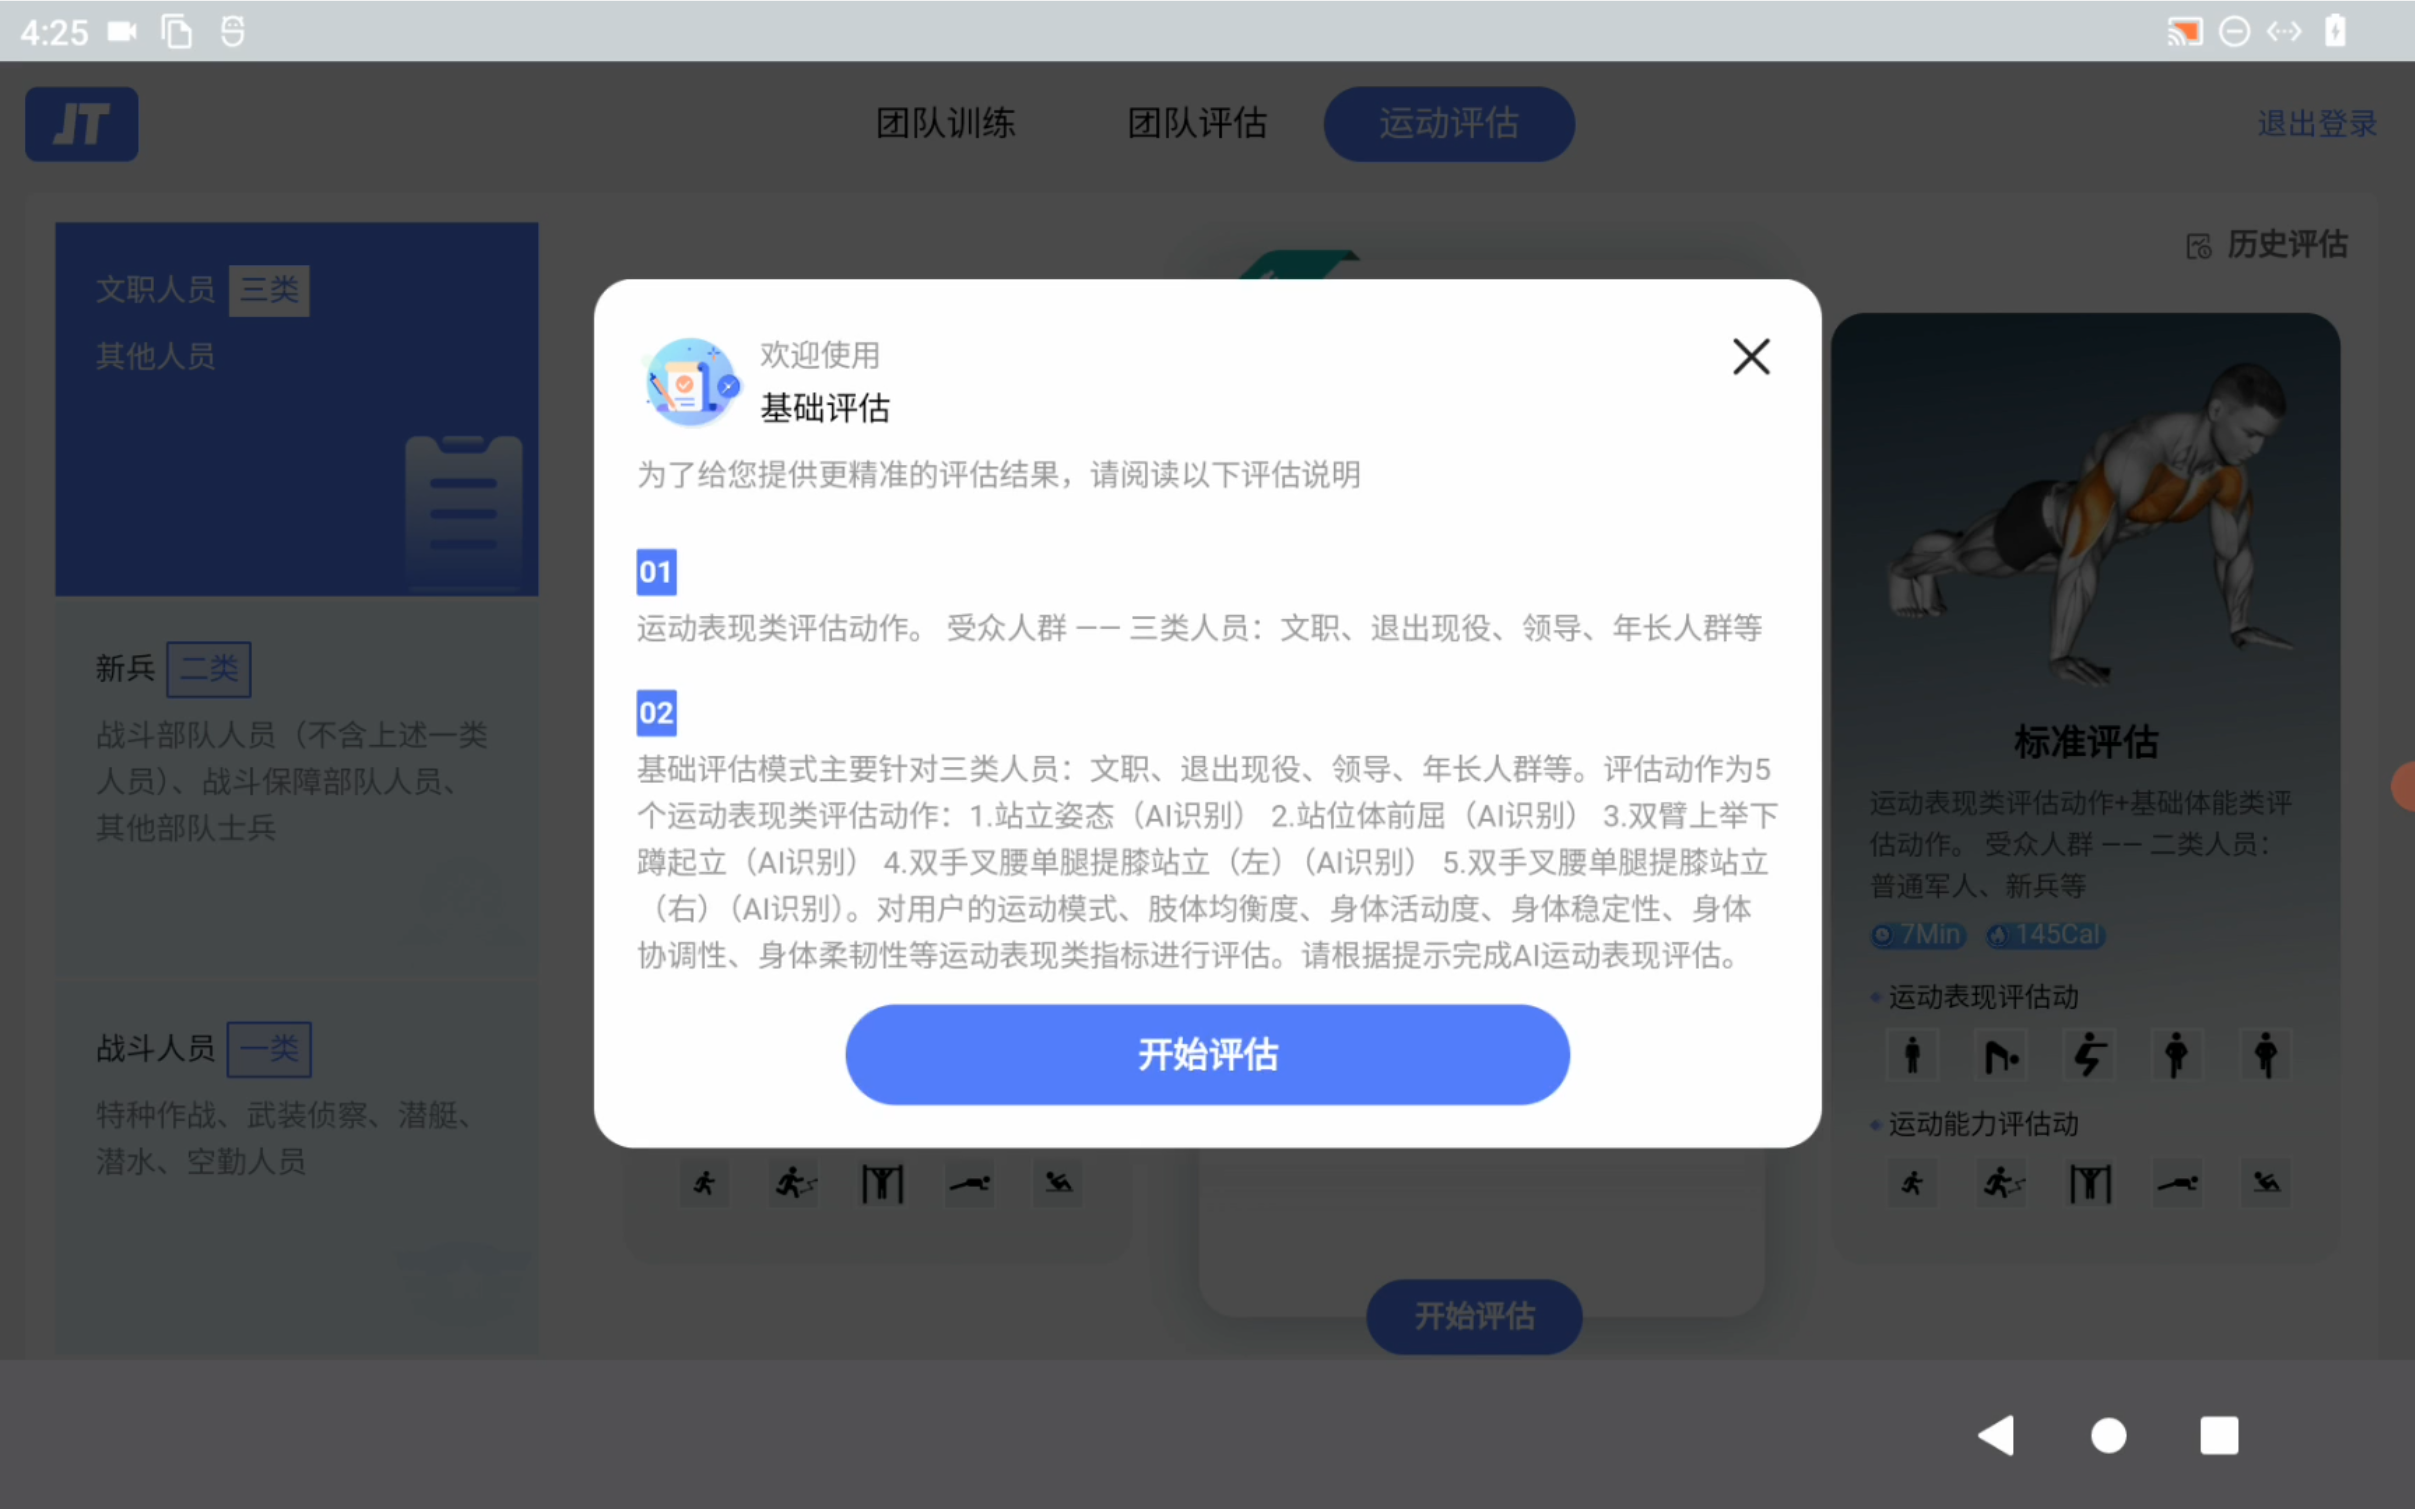 4:25
JT
团队训练
团队评估
运动评估
退出登录
历史评估
文职人员 三类
其他人员
新兵 二类
战斗部队人员（不含上述一类
人员）、战斗保障部队人员、
其他部队士兵
战斗人员 一类
特种作战、武装侦察、潜艇、
潜水、空勤人员
欢迎使用
基础评估
为了给您提供更精准的评估结果，请阅读以下评估说明
01
运动表现类评估动作。 受众人群 —— 三类人员：文职、退出现役、领导、年长人群等
02
基础评估模式主要针对三类人员：文职、退出现役、领导、年长人群等。评估动作为5
个运动表现类评估动作：1.站立姿态（AI识别） 2.站位体前屈（AI识别） 3.双臂上举下
蹲起立（AI识别） 4.双手叉腰单腿提膝站立（左）（AI识别） 5.双手叉腰单腿提膝站立
（右）（AI识别）。对用户的运动模式、肢体均衡度、身体活动度、身体稳定性、身体
协调性、身体柔韧性等运动表现类指标进行评估。请根据提示完成AI运动表现评估。
开始评估
开始评估
标准评估
运动表现类评估动作+基础体能类评
估动作。 受众人群 —— 二类人员：
普通军人、新兵等
7Min 145Cal
运动表现评估动
运动能力评估动